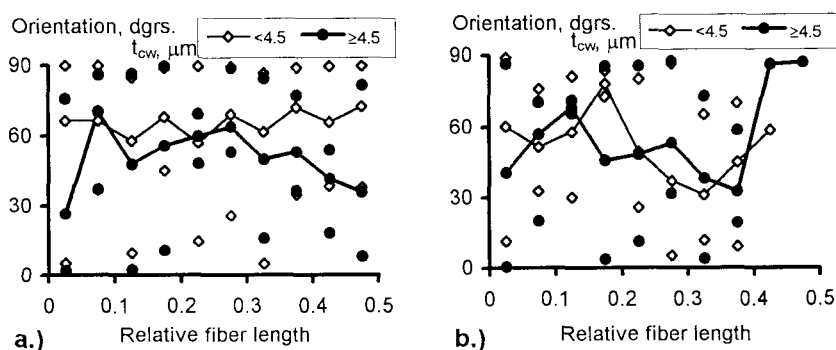 Orientation, dgrs.
t_cw, μm
<4.5
≥4.5
90
60
30
0
0 0.1 0.2 0.3 0.4 0.5
Relative fiber length
a.)
Orientation, dgrs.
t_cw, μm
<4.5
≥4.5
90
60
30
0
0 0.1 0.2 0.3 0.4 0.5
Relative fiber length
b.)